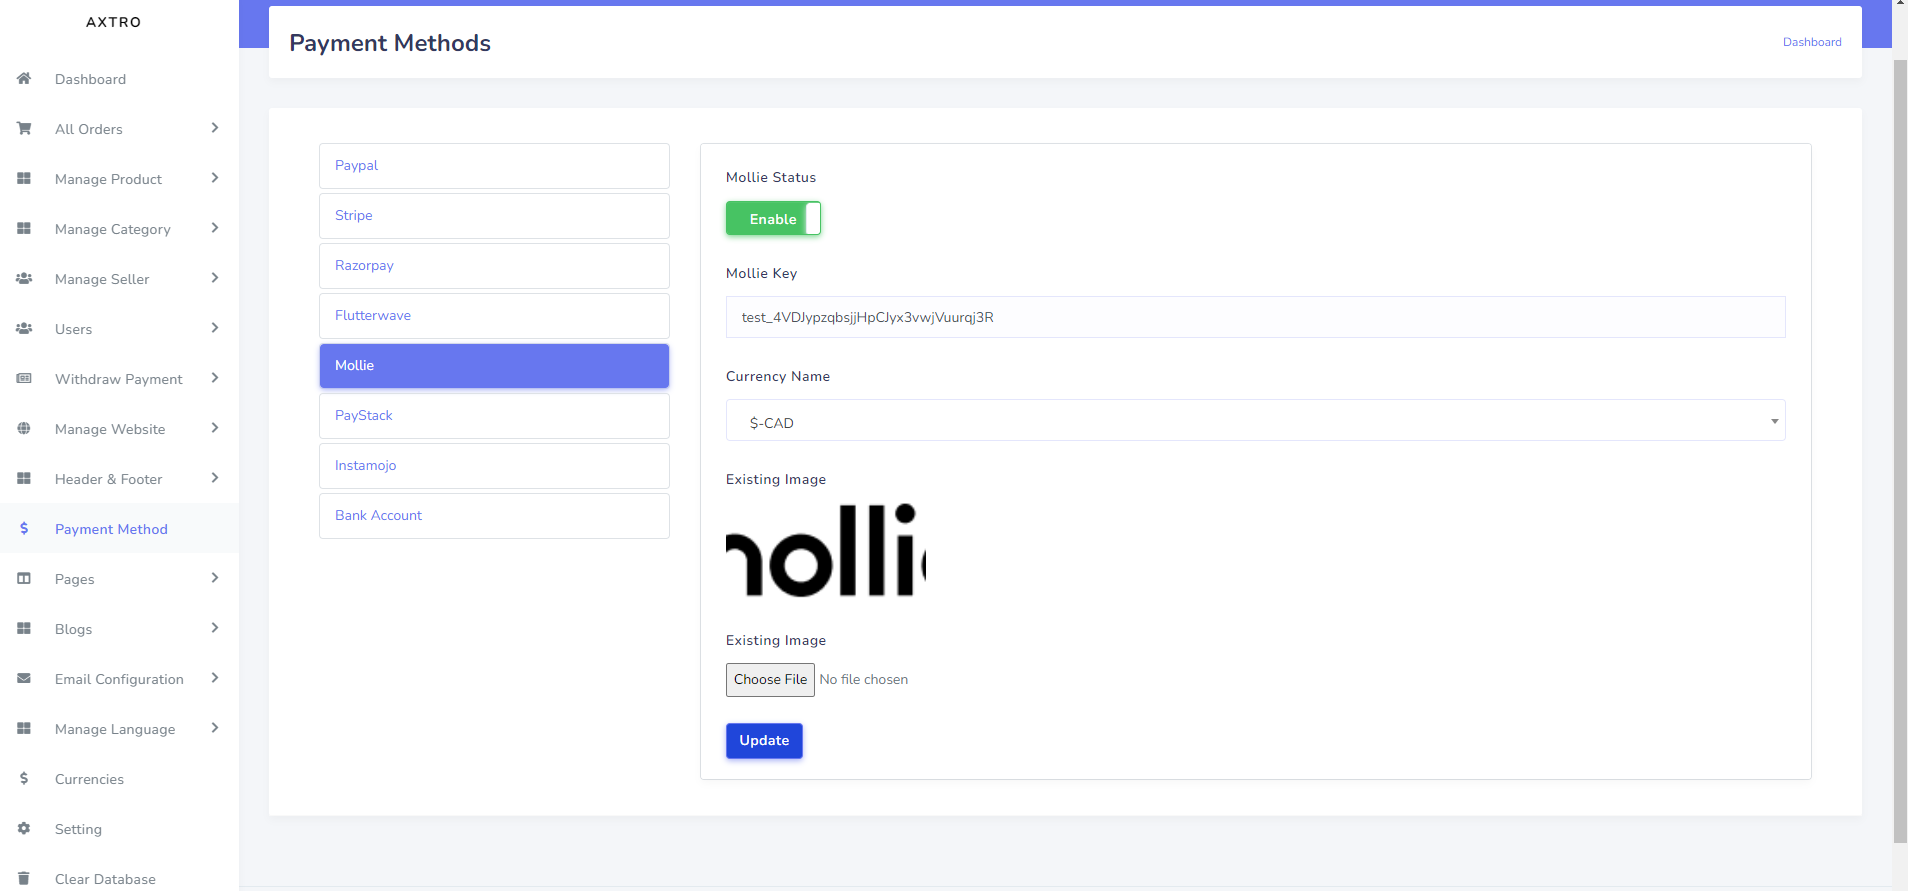 AXTRO
Dashboard
All Orders
Manage Product
Manage Category
Manage Seller
Users
Withdraw Payment
Manage Website
Header & Footer
Payment Method
Pages
Blogs
Email Configuration
Manage Language
Currencies
Setting
Clear Database
Payment Methods
Dashboard
Paypal
Stripe
Razorpay
Flutterwave
Mollie
PayStack
Instamojo
Bank Account
Mollie Status
Enable
Mollie Key
test_4VDJypzqbsjjHpCJyx3vwjVuurqj3R
Currency Name
$-CAD
Existing Image
mollie
Existing Image
Choose File No file chosen
Update